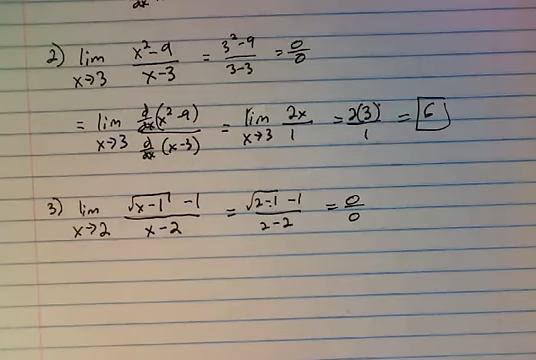 d/dx
2) lim x→3 (x²-9)/(x-3) = (3²-9)/(3-3) = 0/0
= lim x→3 (d/dx (x²-9))/(d/dx (x-3)) = lim x→3 2x/1 = 2(3)/1 = 6
3) lim x→2 (√(x-1) -1)/(x-2) = (√(2-1) -1)/(2-2) = 0/0